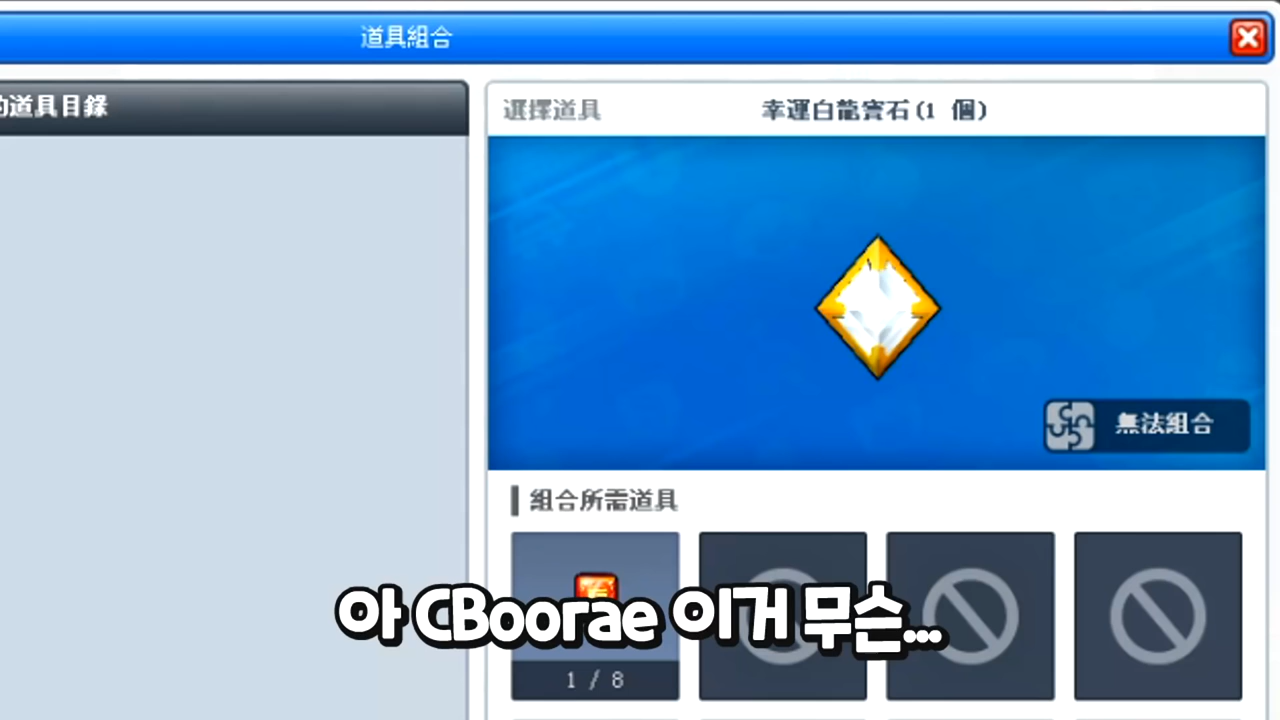 道具組合
的道具目錄
選擇道具
幸運白龍寶石(1 個)
無法組合
組合所需道具
아 CBoorae 이거 무슨...
1 / 8